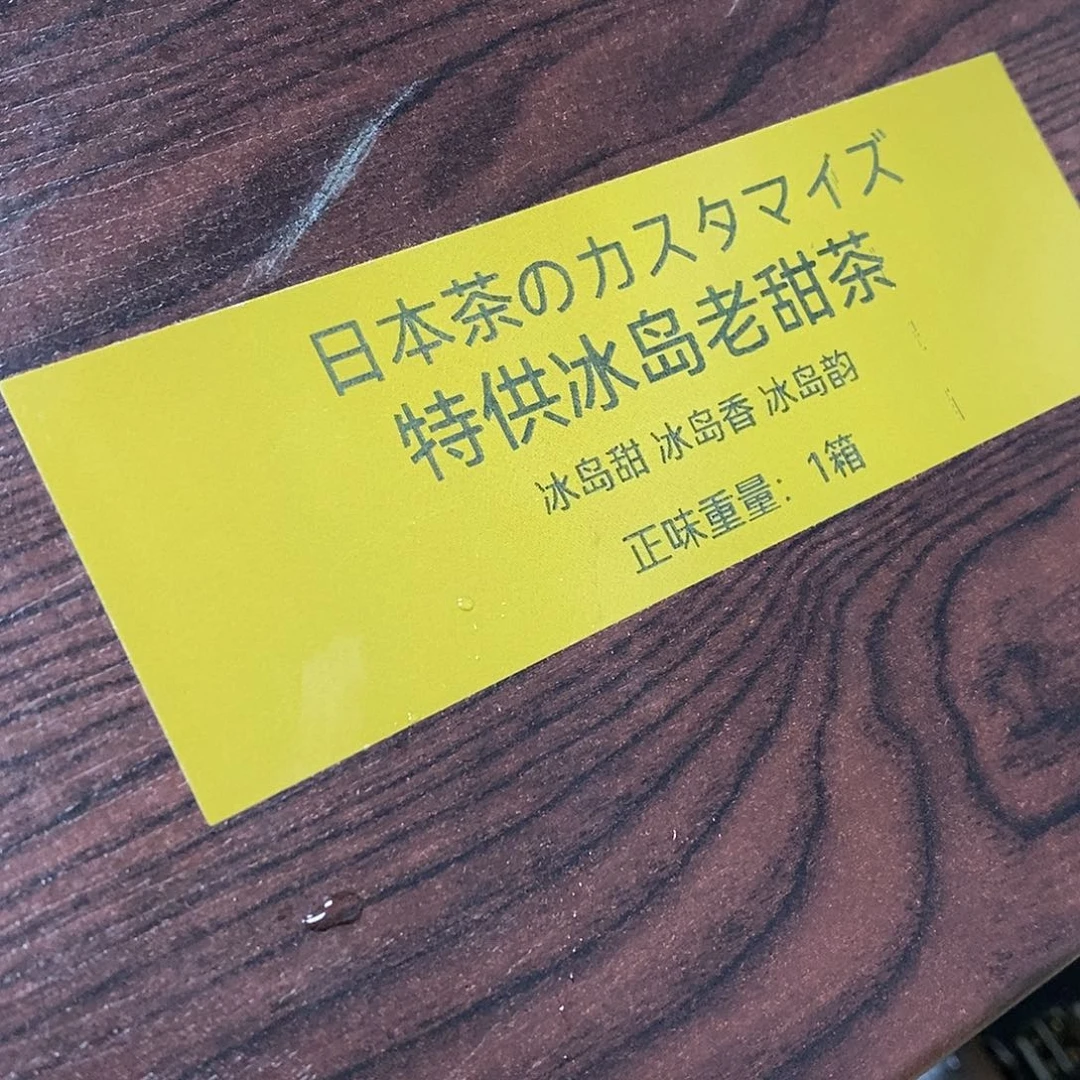 日本茶のカスタマイズ
特供冰岛老甜茶
冰岛甜 冰岛香 冰岛韵
正味重量：1箱